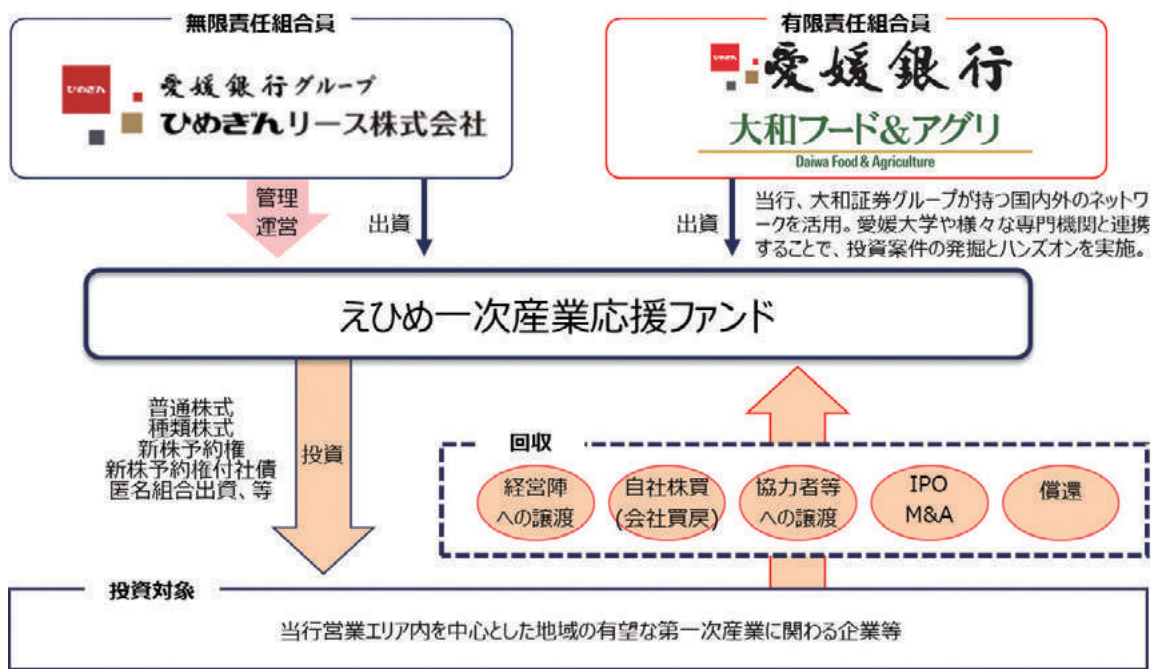 無限責任組合員
ひめぎん
愛媛銀行グループ
ひめぎんリース株式会社
有限責任組合員
ひめぎん
愛媛銀行
大和フード&アグリ
Daiwa Food & Agriculture
管理
運営
出資
出資
当行、大和証券グループが持つ国内外のネットワ
ークを活用。愛媛大学や様々な専門機関と連携
することで、投資案件の発掘とハンズオンを実施。
えひめ一次産業応援ファンド
普通株式
種類株式
新株予約権
新株予約権付社債
匿名組合出資、等
投資
回収
経営陣
への譲渡
自社株買
(会社買戻)
協力者等
への譲渡
IPO
M&A
償還
投資対象
当行営業エリア内を中心とした地域の有望な第一次産業に関わる企業等